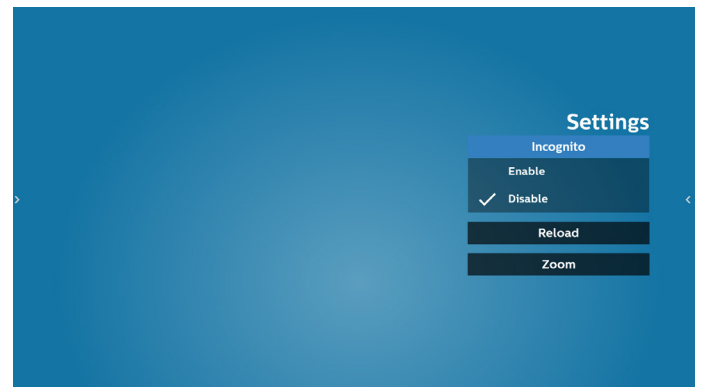 Settings
Incognito
Enable
Disable
Reload
Zoom